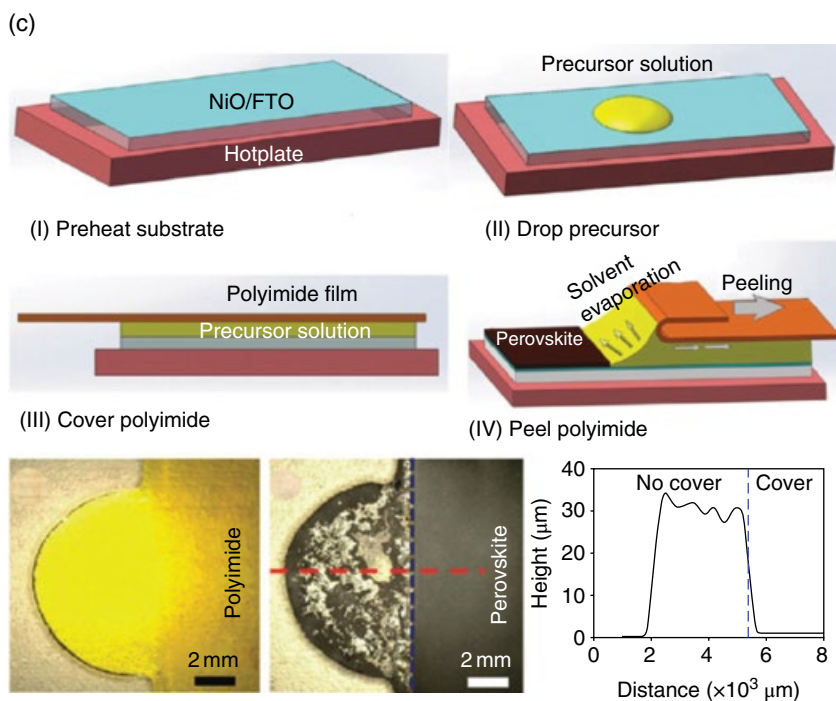 (c)
NiO/FTO
Hotplate
(I) Preheat substrate
Precursor solution
(II) Drop precursor
Polyimide film
Precursor solution
(III) Cover polyimide
Solvent
evaporation
Peeling
Perovskite
(IV) Peel polyimide
Polyimide
2 mm
Perovskite
2 mm
No cover
Cover
Height (μm)
40
30
20
10
0
0
2
4
6
8
Distance (×10³ μm)